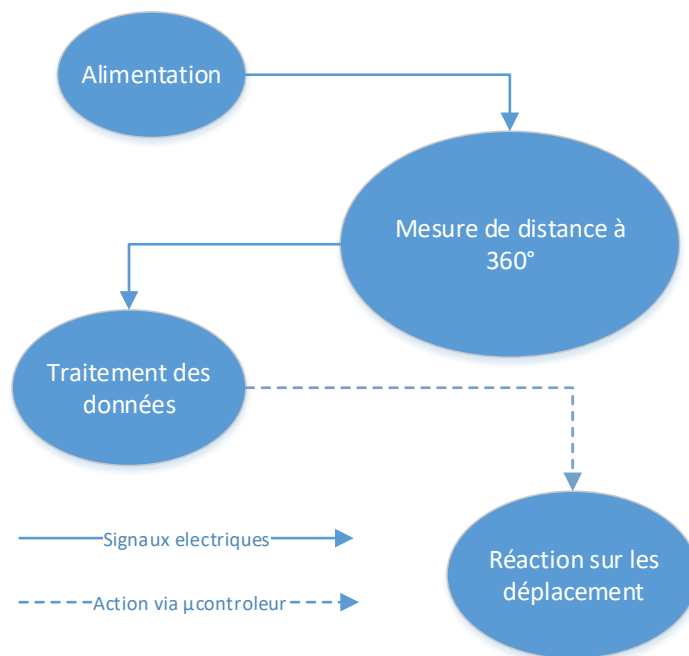 Alimentation
Mesure de distance à
360°
Traitement des
données
Signaux electriques
Action via µcontroleur
Réaction sur les
déplacement